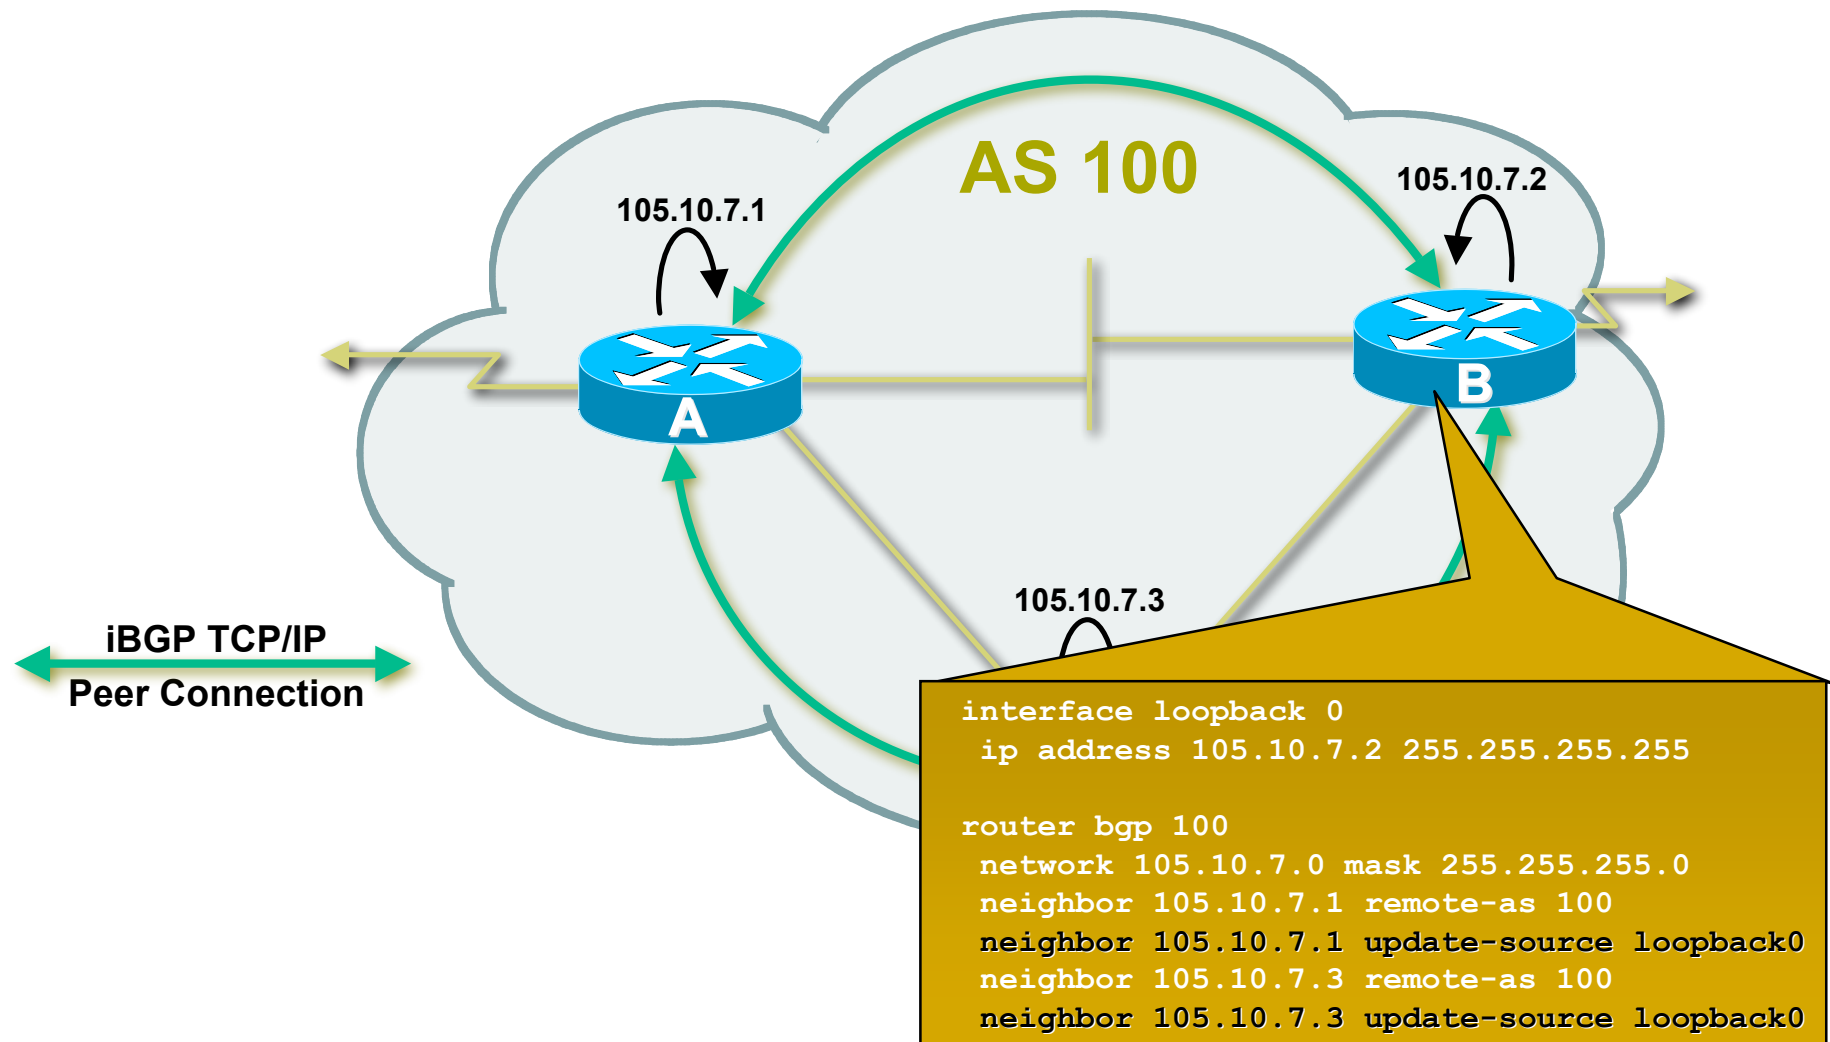 AS 100
105.10.7.2
105.10.7.1
B
A
105.10.7.3
iBGP TCP/IP
Peer Connection
interface loopback 0
ip address 105.10.7.2 255.255.255.255
router bgp 100
network 105.10.7.0 mask 255.255.255.0
neighbor 105.10.7.1 remote-as 100
neighbor 105.10.7.1 update-source loopback0
neighbor 105.10.7.3 remote-as 100
neighbor 105.10.7.3 update-source loopback0